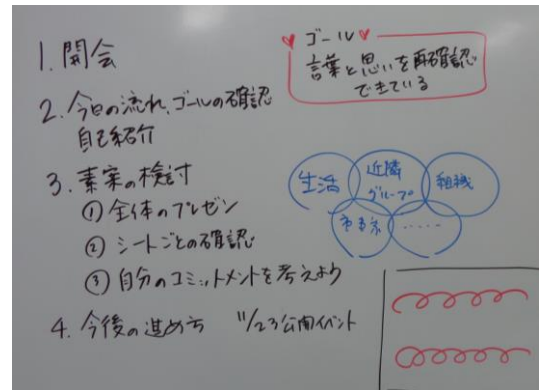 1. 開会
2. 今日の流れ、ゴールの確認
自己紹介
3. 素案の検討
① 全体のプレゼン
② シートごとの確認
③ 自分のコミットメントを考えよう
4. 今後の進め方 11/23公開イベント
ゴール
言葉と思いを再確認
できている
生活
近隣
グループ
組織
......